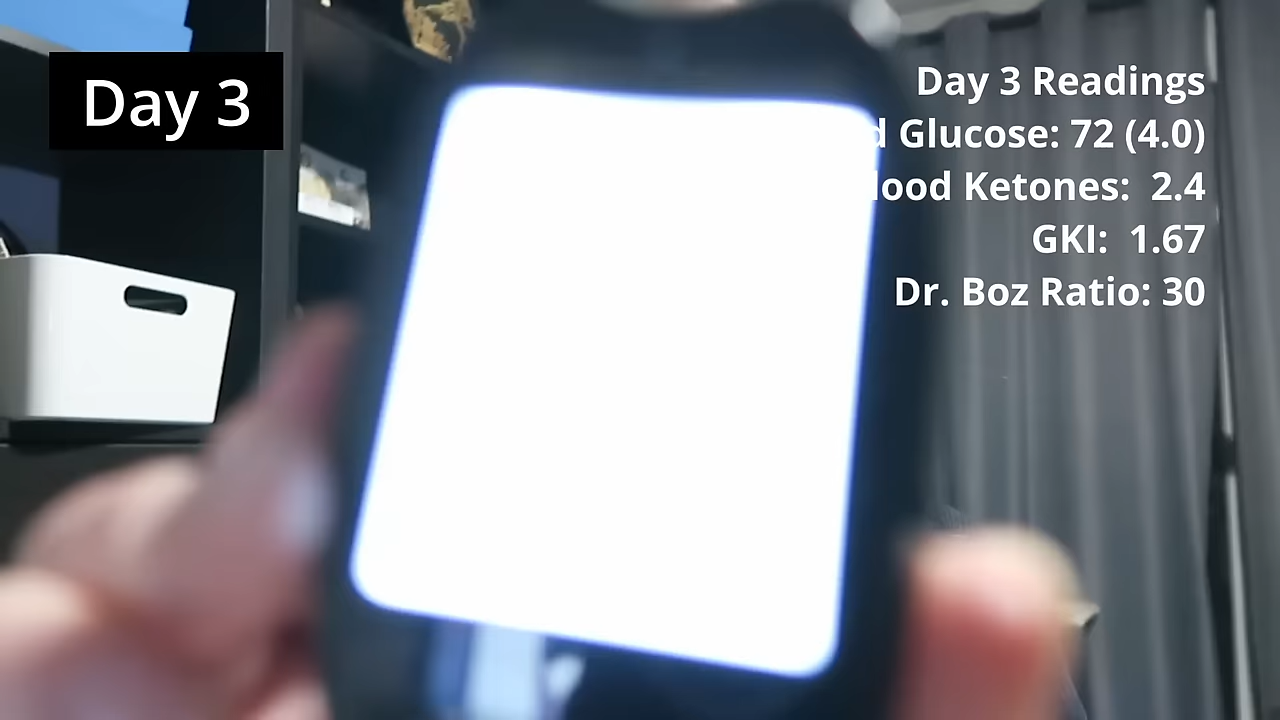 Day 3
Day 3 Readings
d Glucose: 72 (4.0)
lood Ketones: 2.4
GKI: 1.67
Dr. Boz Ratio: 30